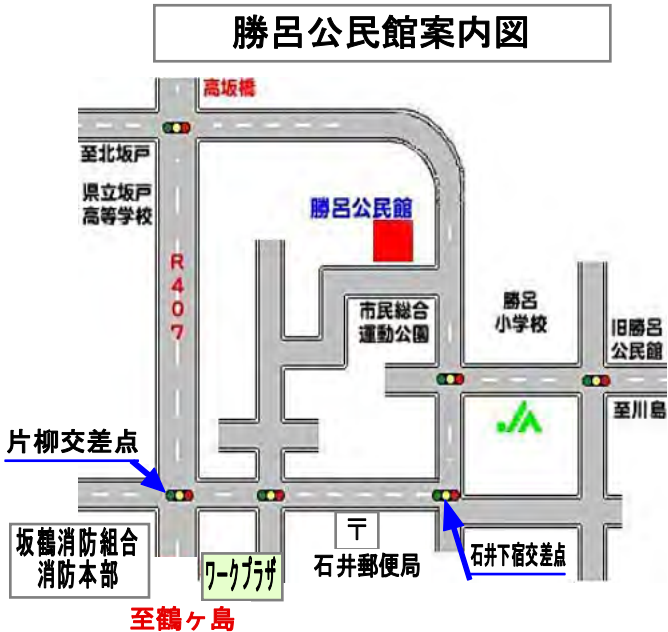 勝呂公民館案内図
高坂橋
至北坂戸
県立坂戸
高等学校
勝呂公民館
R407
市民総合
運動公園
勝呂
小学校
旧勝呂
公民館
至川島
JA
片柳交差点
坂鶴消防組合
消防本部
ワークプラザ
〒
石井郵便局
石井下宿交差点
至鶴ヶ島